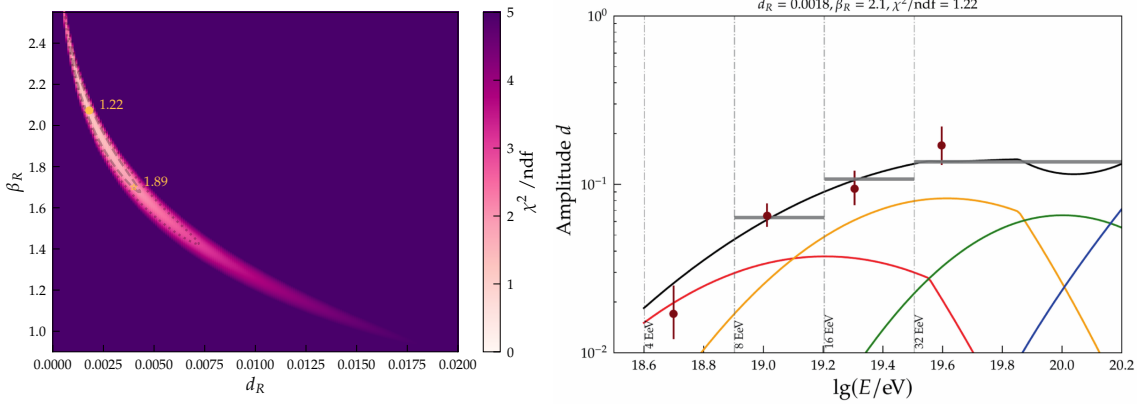 2.4
2.2
2.0
1.8
1.6
1.4
1.2
1.0
β_R
1.22
1.89
0.0000 0.0025 0.0050 0.0075 0.0100 0.0125 0.0150 0.0175 0.0200
d_R
5
4
3
2
1
0
χ² /ndf
d_R = 0.0018, β_R = 2.1, χ²/ndf = 1.22
10⁰
10⁻¹
10⁻²
Amplitude d
4 EeV
8 EeV
16 EeV
32 EeV
18.6 18.8 19.0 19.2 19.4 19.6 19.8 20.0 20.2
lg(E/eV)